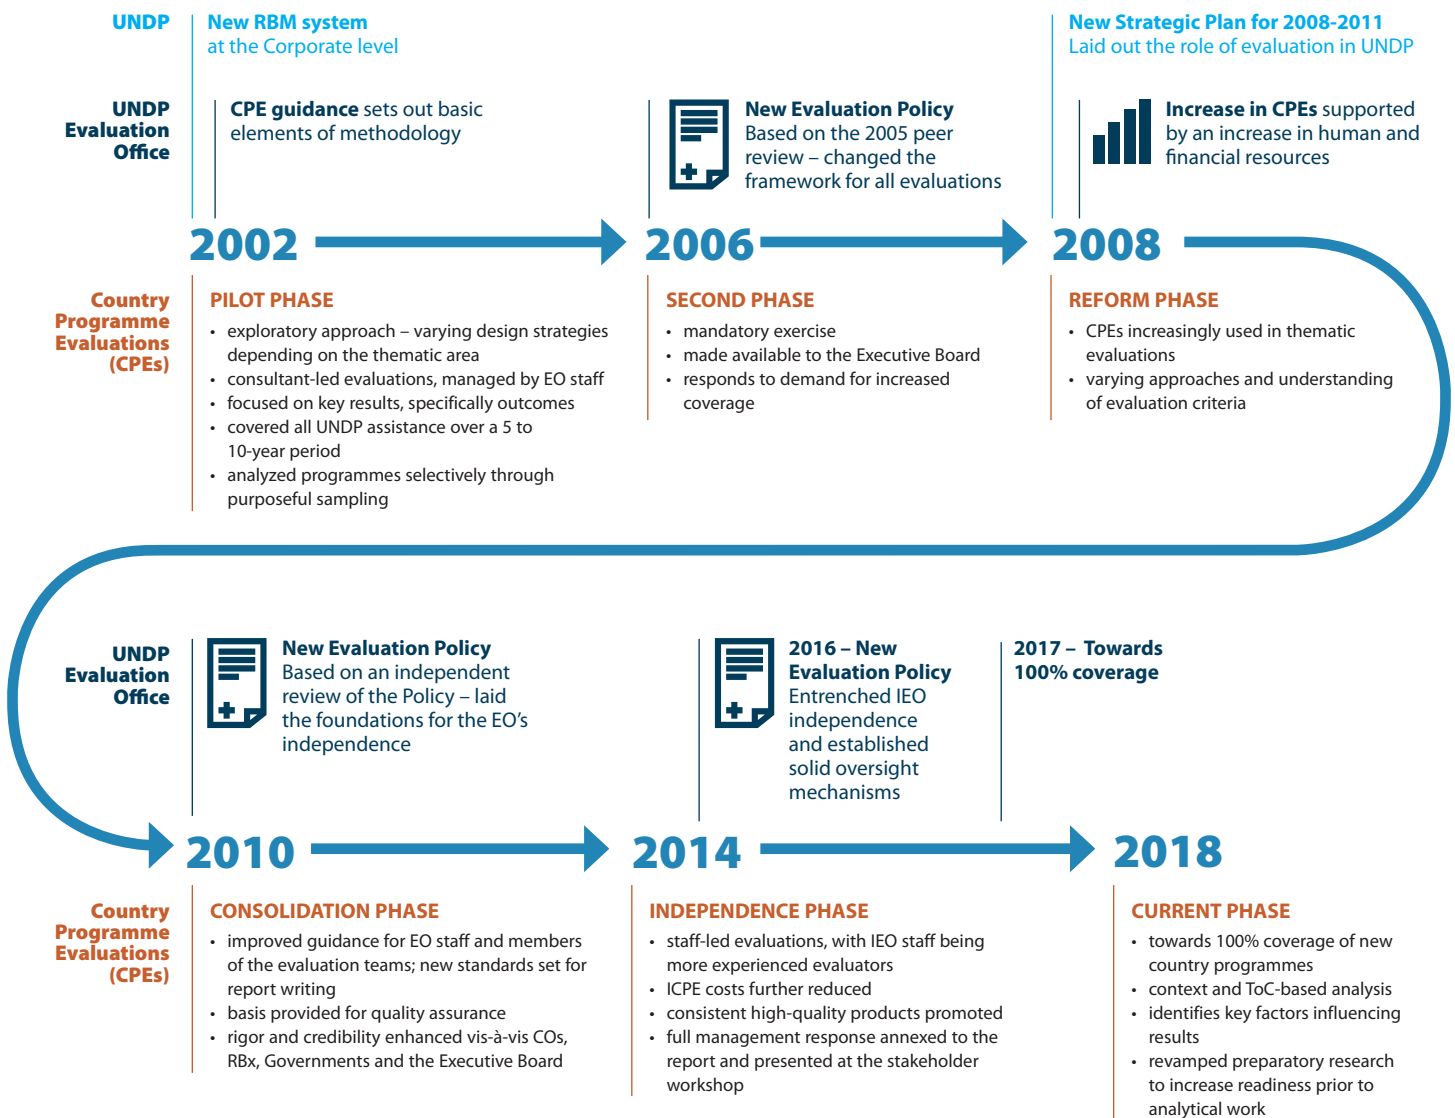 UNDP
New RBM system
at the Corporate level
New Strategic Plan for 2008-2011
Laid out the role of evaluation in UNDP
UNDP
Evaluation
Office
CPE guidance sets out basic
elements of methodology
New Evaluation Policy
Based on the 2005 peer
review – changed the
framework for all evaluations
Increase in CPEs supported
by an increase in human and
financial resources
2002
2006
2008
Country
Programme
Evaluations
(CPEs)
PILOT PHASE
• exploratory approach – varying design strategies
depending on the thematic area
• consultant-led evaluations, managed by EO staff
• focused on key results, specifically outcomes
• covered all UNDP assistance over a 5 to
10-year period
• analyzed programmes selectively through
purposeful sampling
SECOND PHASE
• mandatory exercise
• made available to the Executive Board
• responds to demand for increased
coverage
REFORM PHASE
• CPEs increasingly used in thematic
evaluations
• varying approaches and understanding
of evaluation criteria
UNDP
Evaluation
Office
New Evaluation Policy
Based on an independent
review of the Policy – laid
the foundations for the EO’s
independence
2016 – New
Evaluation Policy
Entrenched IEO
independence
and established
solid oversight
mechanisms
2017 – Towards
100% coverage
2010
2014
2018
Country
Programme
Evaluations
(CPEs)
CONSOLIDATION PHASE
• improved guidance for EO staff and members
of the evaluation teams; new standards set for
report writing
• basis provided for quality assurance
• rigor and credibility enhanced vis-à-vis COs,
RBx, Governments and the Executive Board
INDEPENDENCE PHASE
• staff-led evaluations, with IEO staff being
more experienced evaluators
• ICPE costs further reduced
• consistent high-quality products promoted
• full management response annexed to the
report and presented at the stakeholder
workshop
CURRENT PHASE
• towards 100% coverage of new
country programmes
• context and ToC-based analysis
• identifies key factors influencing
results
• revamped preparatory research
to increase readiness prior to
analytical work